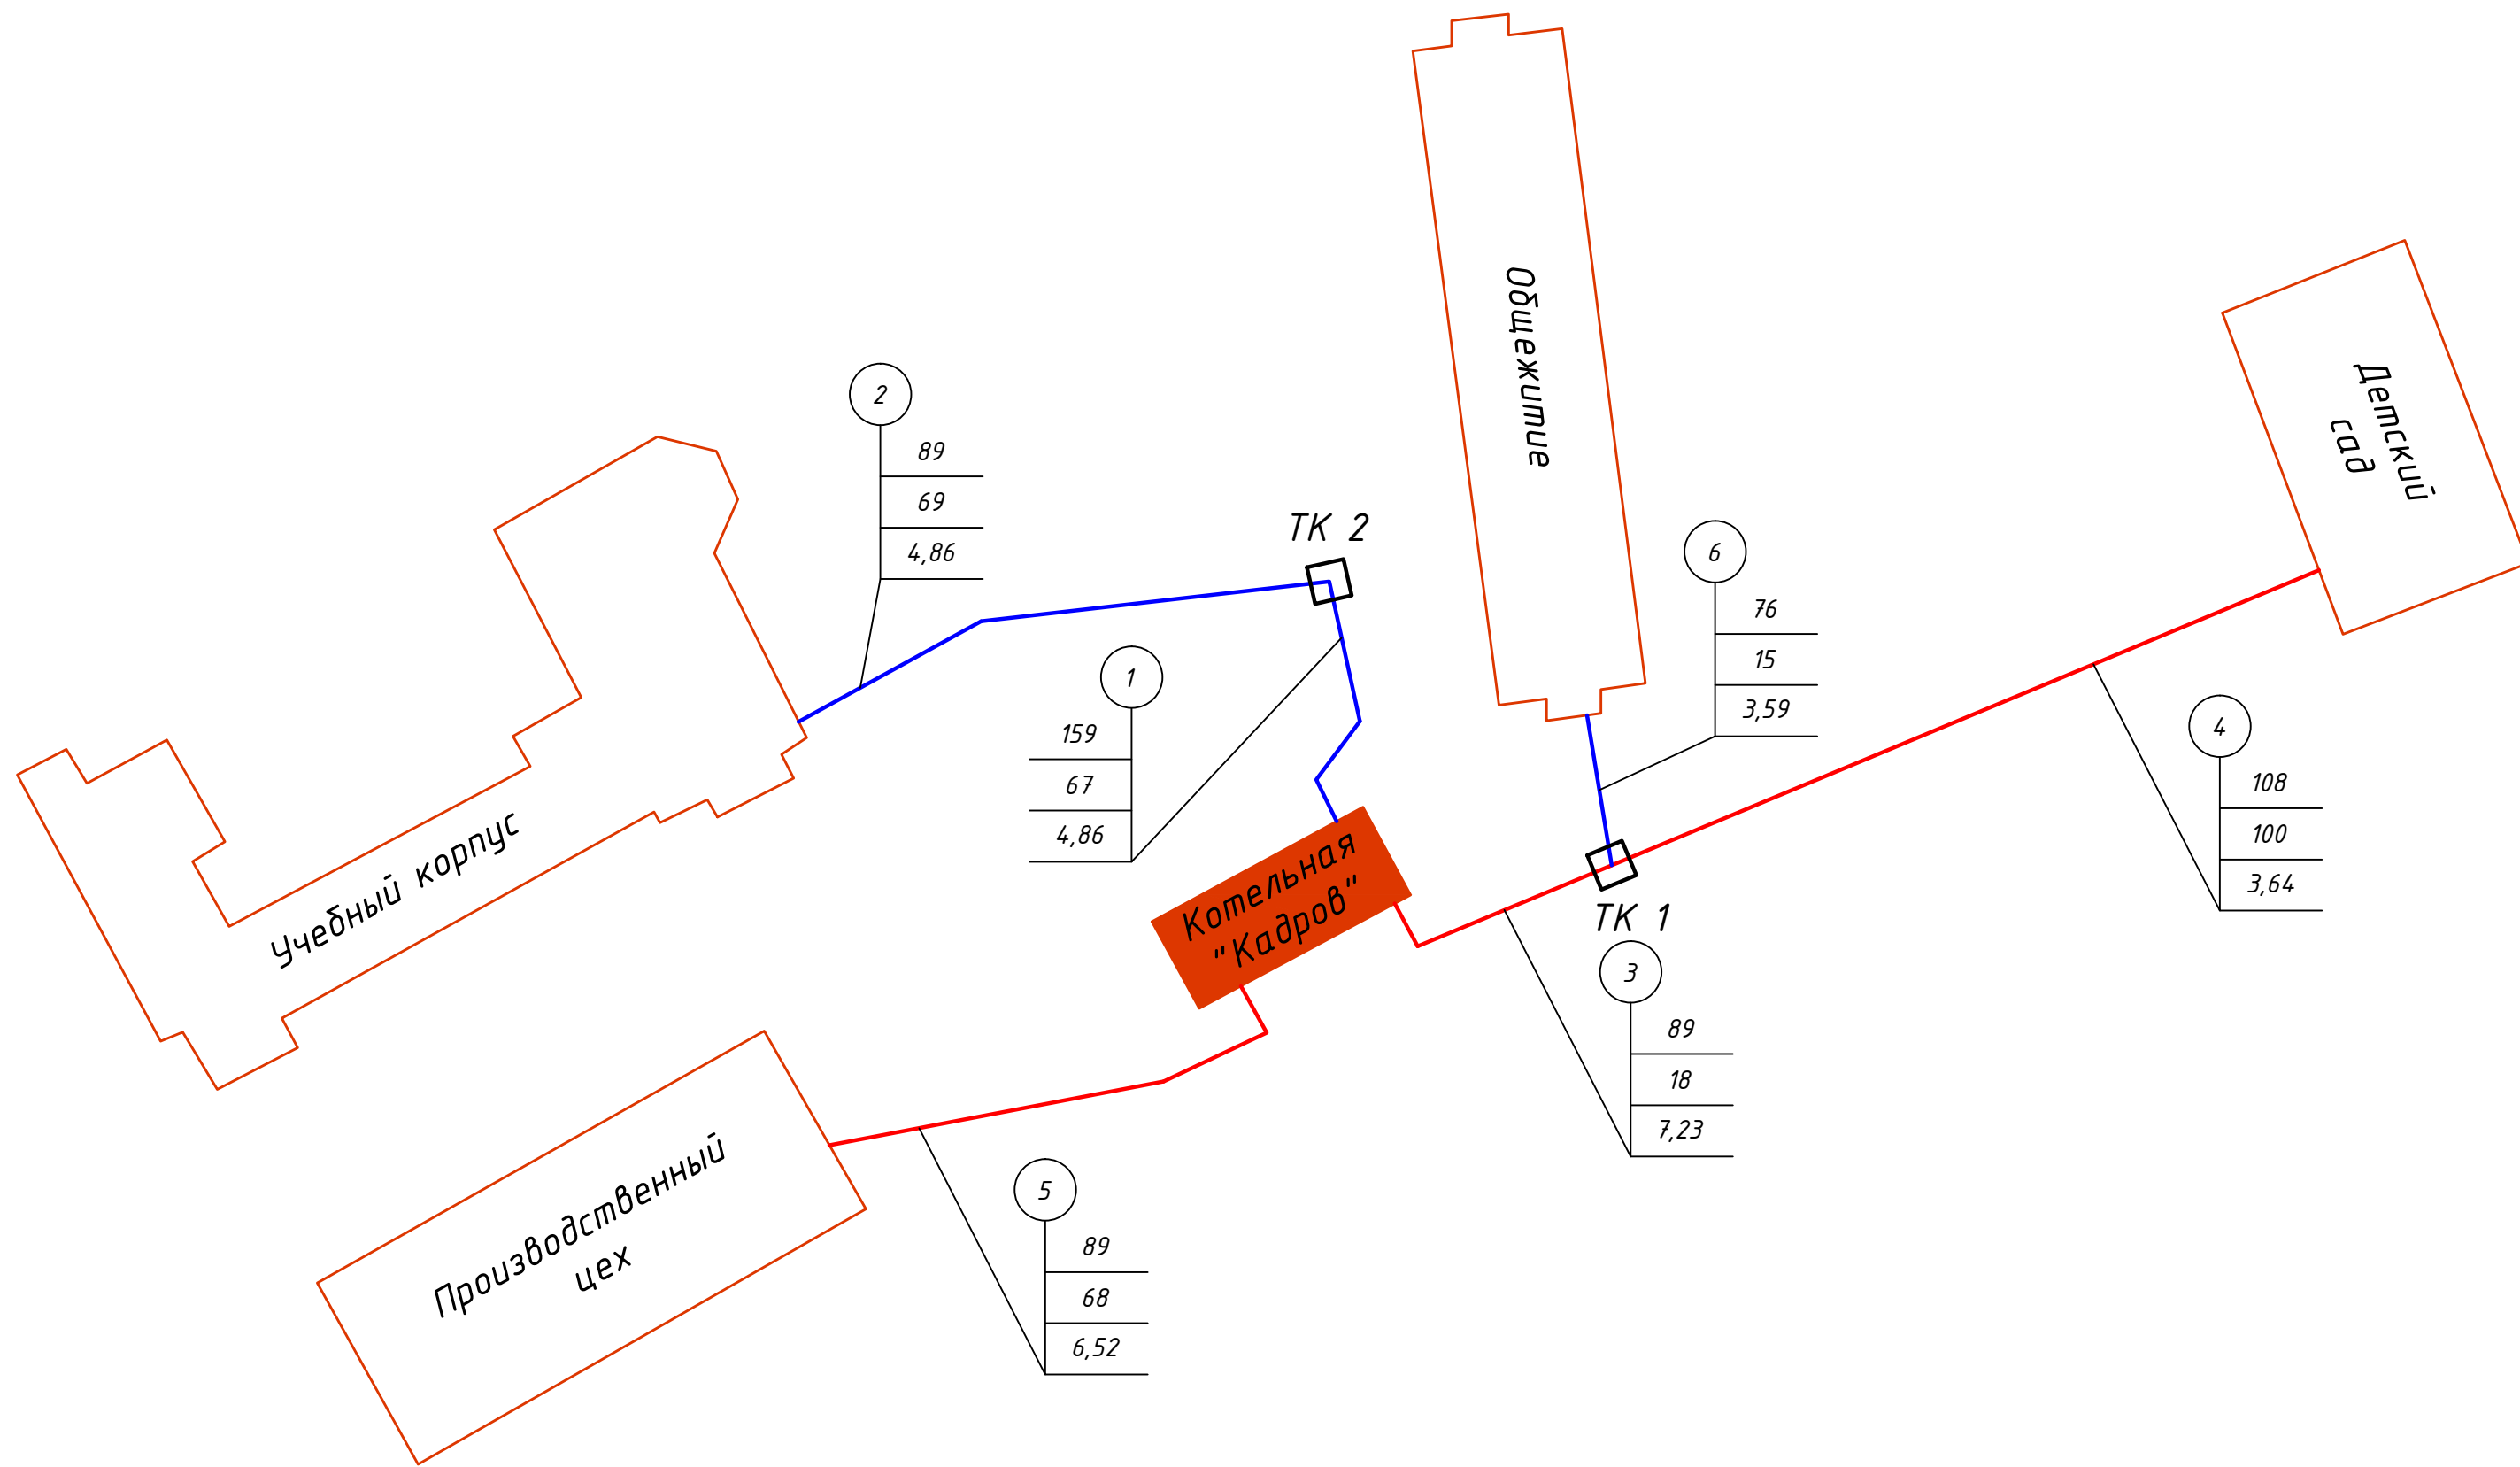 Общежитие
Детский
сад
2
89
69
4,86
ТК 2
6
76
15
3,59
1
159
67
4,86
4
108
100
3,64
Учебный корпус
Котельная
"Кадров"
ТК 1
3
89
18
7,23
Производственный
цех
5
89
68
6,52